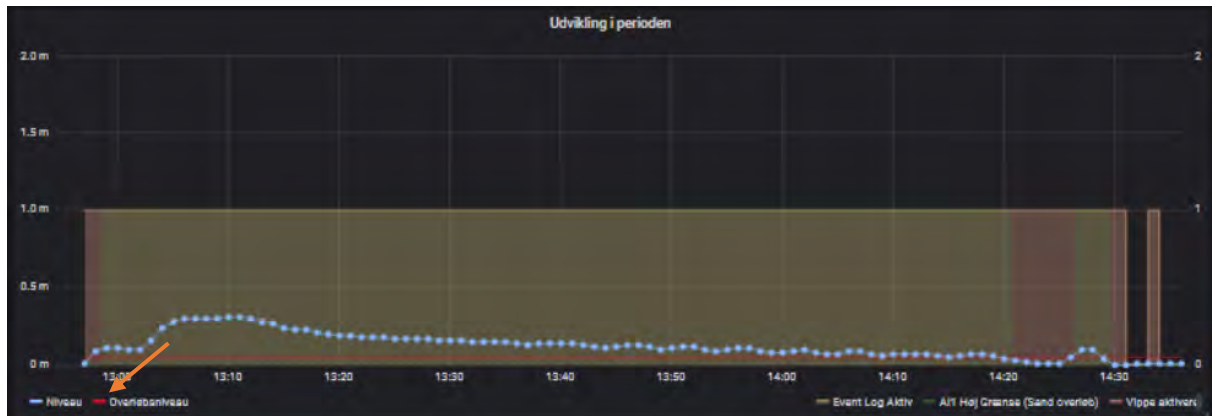 Udvikling i perioden
2.0 m 2
1.5 m
1.0 m 1
0.5 m
0 m 0
13:00 13:10 13:20 13:30 13:40 13:50 14:00 14:10 14:20 14:30
Niveau Overløbsniveau Event Log Aktiv AI1 Høj Grænse (Sand overløb) Vippe aktivere